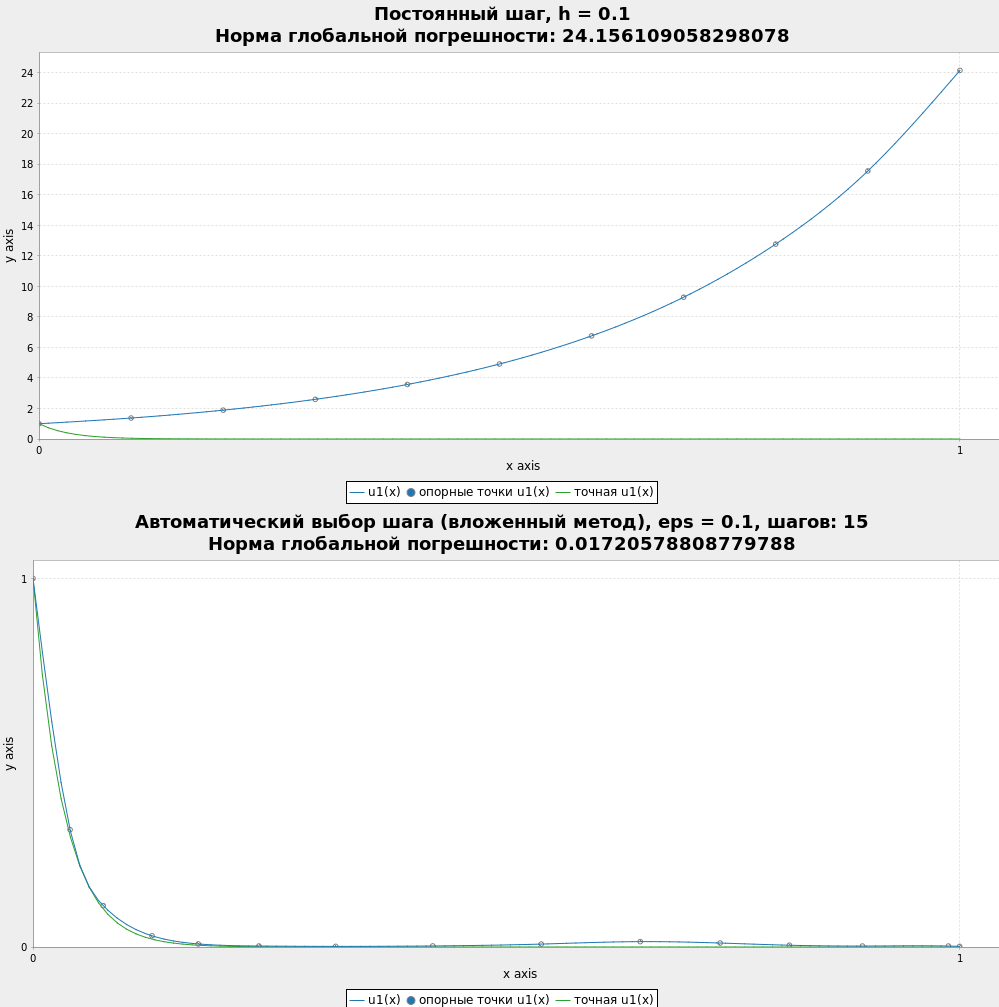 Постоянный шаг, h = 0.1
Норма глобальной погрешности: 24.156109058298078
24
22
20
18
16
14
12
10
8
6
4
2
0
y axis
0
1
x axis
u1(x) опорные точки u1(x) точная u1(x)
Автоматический выбор шага (вложенный метод), eps = 0.1, шагов: 15
Норма глобальной погрешности: 0.01720578808779788
1
0
y axis
0
1
x axis
u1(x) опорные точки u1(x) точная u1(x)